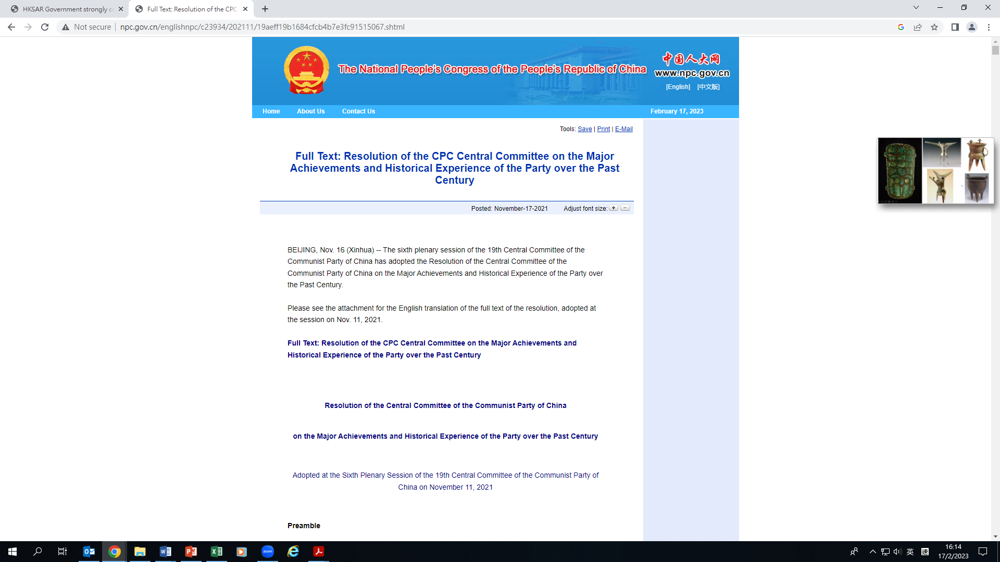 HKSAR Government strongly co
Full Text: Resolution of the CPC
Not secure
npc.gov.cn/englishnpc/c23934/202111/19aeff19b1684cfcb4b7e3fc91515067.shtml
The National People's Congress of the People's Republic of China
中国人大网
www.npc.gov.cn
[English] [中文版]
Home About Us Contact Us February 17, 2023
Tools: Save | Print | E-Mail
Full Text: Resolution of the CPC Central Committee on the Major
Achievements and Historical Experience of the Party over the Past
Century
Posted: November-17-2021 Adjust font size:
BEIJING, Nov. 16 (Xinhua) -- The sixth plenary session of the 19th Central Committee of the
Communist Party of China has adopted the Resolution of the Central Committee of the
Communist Party of China on the Major Achievements and Historical Experience of the Party over
the Past Century.
Please see the attachment for the English translation of the full text of the resolution, adopted at
the session on Nov. 11, 2021.
Full Text: Resolution of the CPC Central Committee on the Major Achievements and
Historical Experience of the Party over the Past Century
Resolution of the Central Committee of the Communist Party of China
on the Major Achievements and Historical Experience of the Party over the Past Century
Adopted at the Sixth Plenary Session of the 19th Central Committee of the Communist Party of
China on November 11, 2021
Preamble
zoom
英
速
16:14
17/2/2023